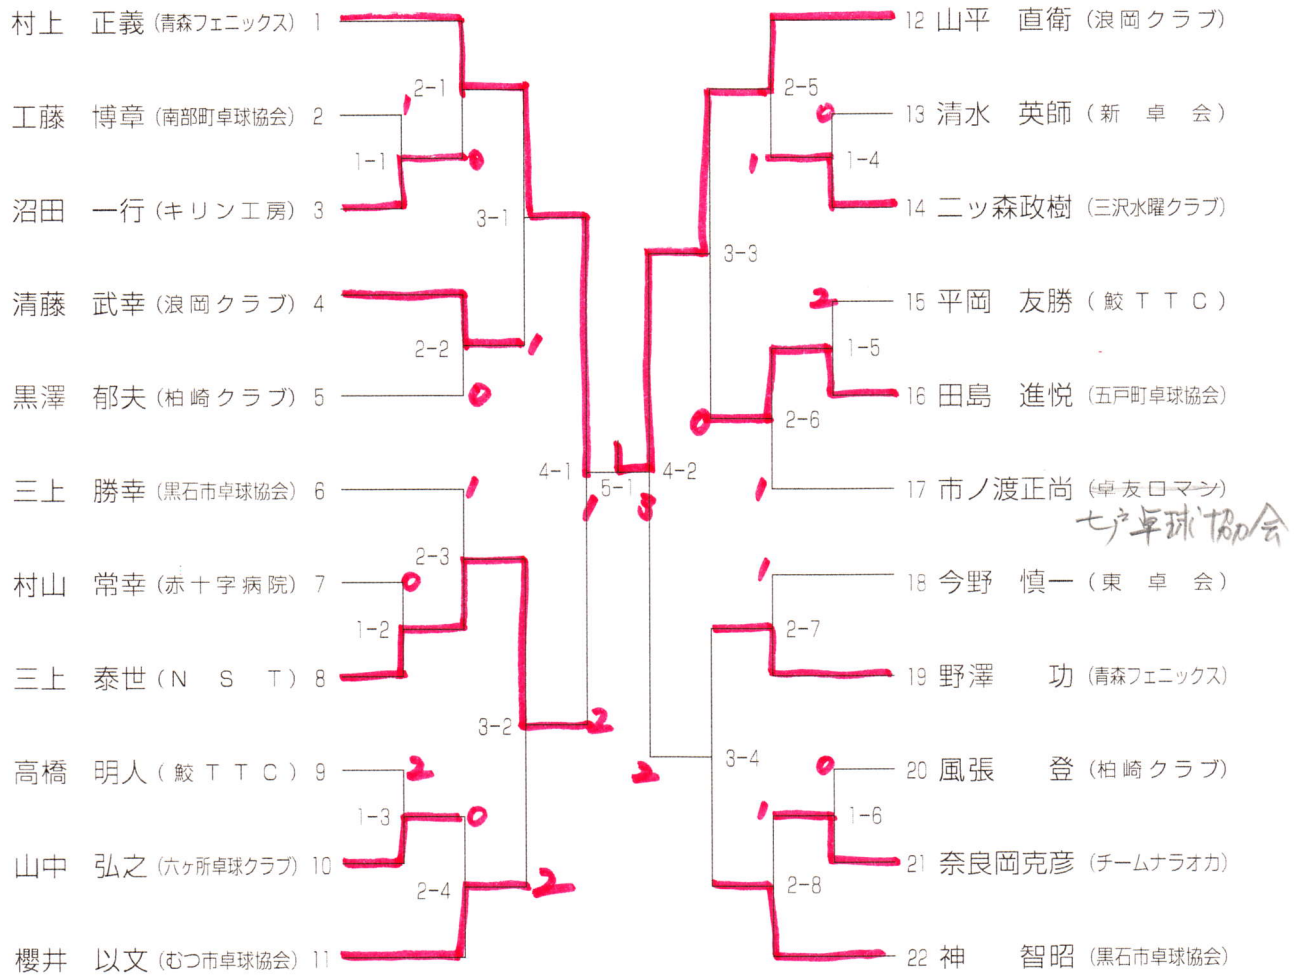 村上 正義 (青森フェニックス) 1
1
2-1
工藤 博章 (南部町卓球協会) 2
1-1
0
沼田 一行 (キリン工房) 3
3-1
清藤 武幸 (浪岡クラブ) 4
2-2
1
黒澤 郁夫 (柏崎クラブ) 5
0
三上 勝幸 (黒石市卓球協会) 6
1
2-3
村山 常幸 (赤十字病院) 7
0
1-2
三上 泰世 (N S T) 8
3-2
2
高橋 明人 (鮫TTC) 9
2
1-3
0
山中 弘之 (六ヶ所卓球クラブ) 10
2-4
2
櫻井 以文 (むつ市卓球協会) 11
4-1
1
5-1
3
4-2
12 山平 直衛 (浪岡クラブ)
2-5
0
13 清水 英師 (新卓会)
1
1-4
14 二ッ森政樹 (三沢水曜クラブ)
3-3
2
15 平岡 友勝 (鮫TTC)
1-5
16 田島 進悦 (五戸町卓球協会)
0
2-6
1
17 市ノ渡正尚 (卓友ロマン)
七戸卓球協会
1
18 今野 慎一 (東卓会)
2-7
19 野澤 功 (青森フェニックス)
2
3-4
0
20 風張 登 (柏崎クラブ)
1
1-6
21 奈良岡克彦 (チームナラオカ)
2-8
22 神 智昭 (黒石市卓球協会)